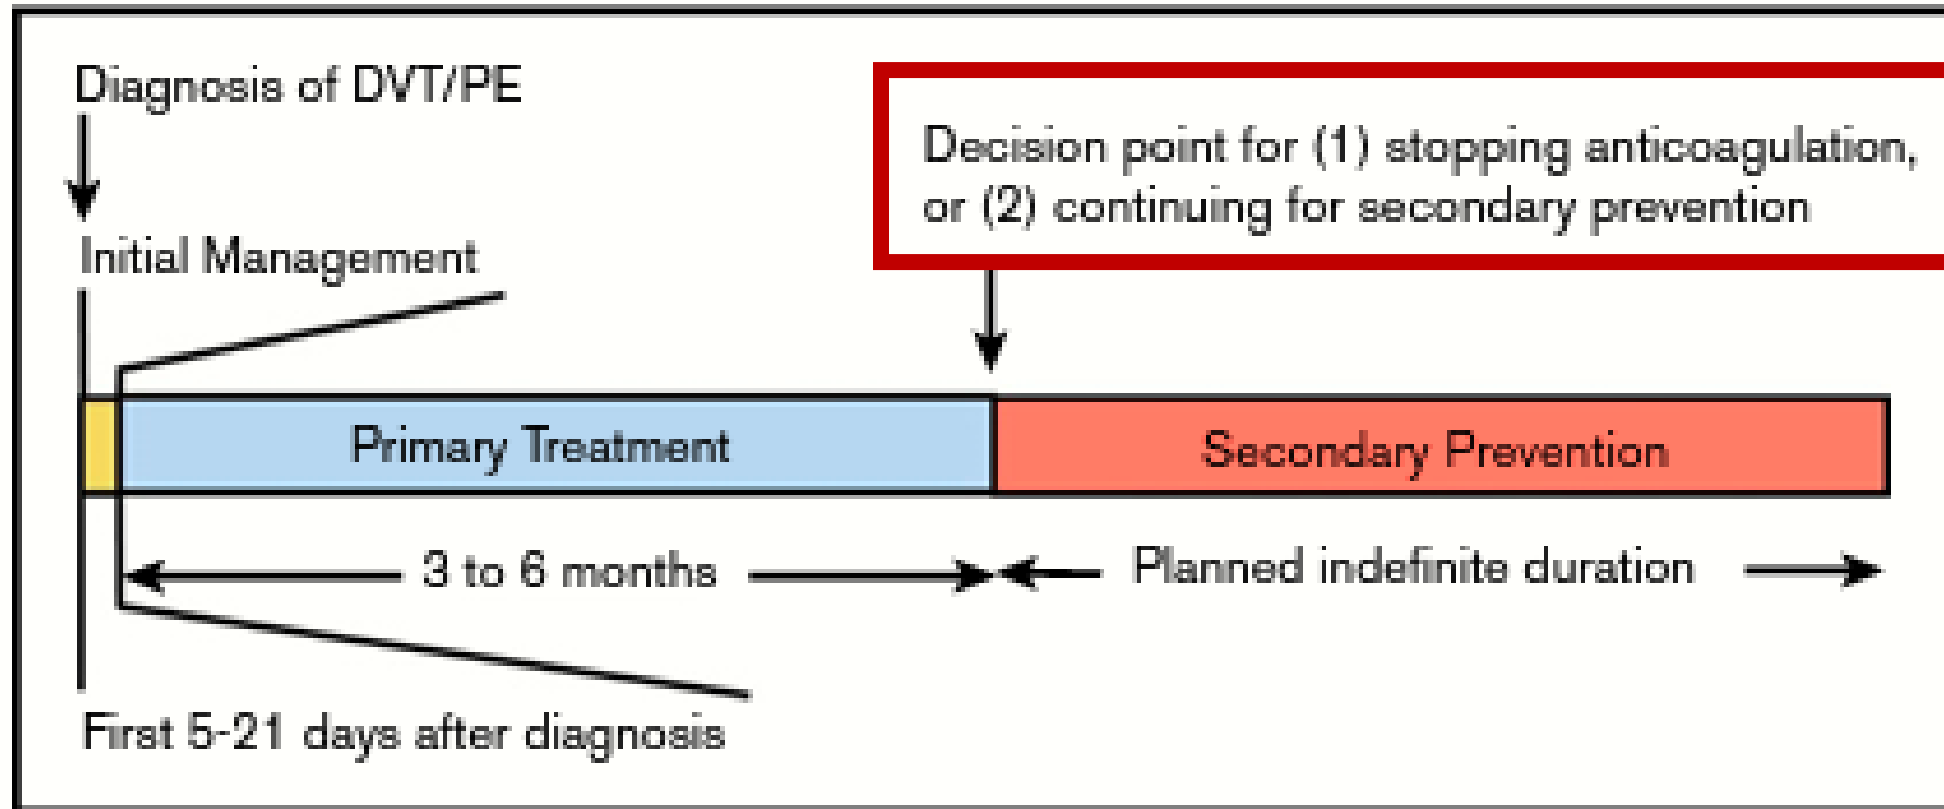 Diagnosis of DVT/PE
Decision point for (1) stopping anticoagulation,
or (2) continuing for secondary prevention
Initial Management
Primary Treatment
Secondary Prevention
3 to 6 months
Planned indefinite duration
First 5-21 days after diagnosis